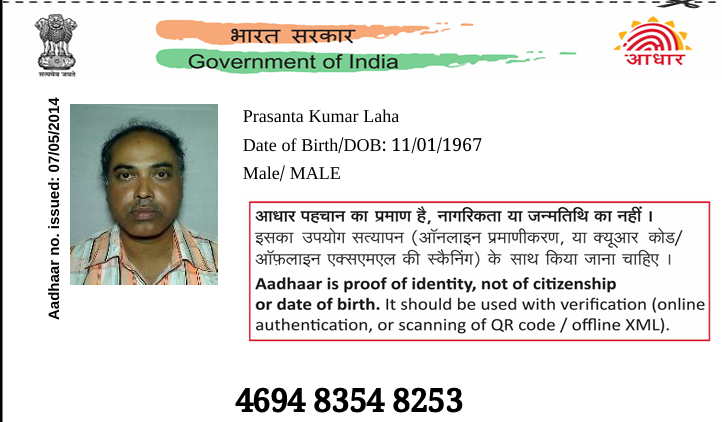 भारत सरकार
Government of India
सत्यमेव जयते
आधार
Aadhaar no. issued: 07/05/2014
Prasanta Kumar Laha
Date of Birth/DOB: 11/01/1967
Male/ MALE
आधार पहचान का प्रमाण है, नागरिकता या जन्मतिथि का नहीं ।
इसका उपयोग सत्यापन (ऑनलाइन प्रमाणीकरण, या क्यूआर कोड/
ऑफ़लाइन एक्सएमएल की स्कैनिंग) के साथ किया जाना चाहिए ।
Aadhaar is proof of identity, not of citizenship
or date of birth. It should be used with verification (online
authentication, or scanning of QR code / offline XML).
4694 8354 8253